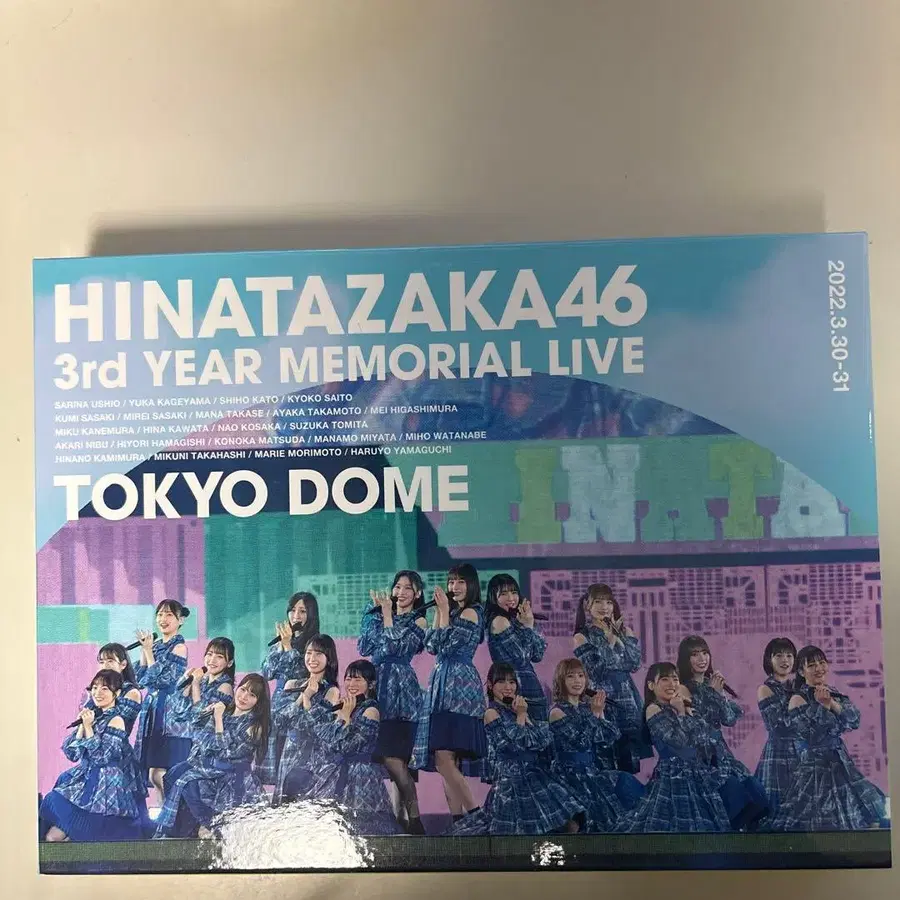 HINATAZAKA46
3rd YEAR MEMORIAL LIVE
SARINA USHIO / YUKA KAGEYAMA / SHIHO KATO / KYOKO SAITO
KUMI SASAKI / MIREI SASAKI / MANA TAKASE / AYAKA TAKAMOTO / MEI HIGASHIMURA
MIKU KANEMURA / HINA KAWATA / NAO KOSAKA / SUZUKA TOMITA
AKARI NIBU / HIYORI HAMAGISHI / KONOKA MATSUDA / MANAMO MIYATA / MIHO WATANABE
HINANO KAMIMURA / MIKUNI TAKAHASHI / MARIE MORIMOTO / HARUYO YAMAGUCHI
TOKYO DOME
2022.3.30-31
INATA